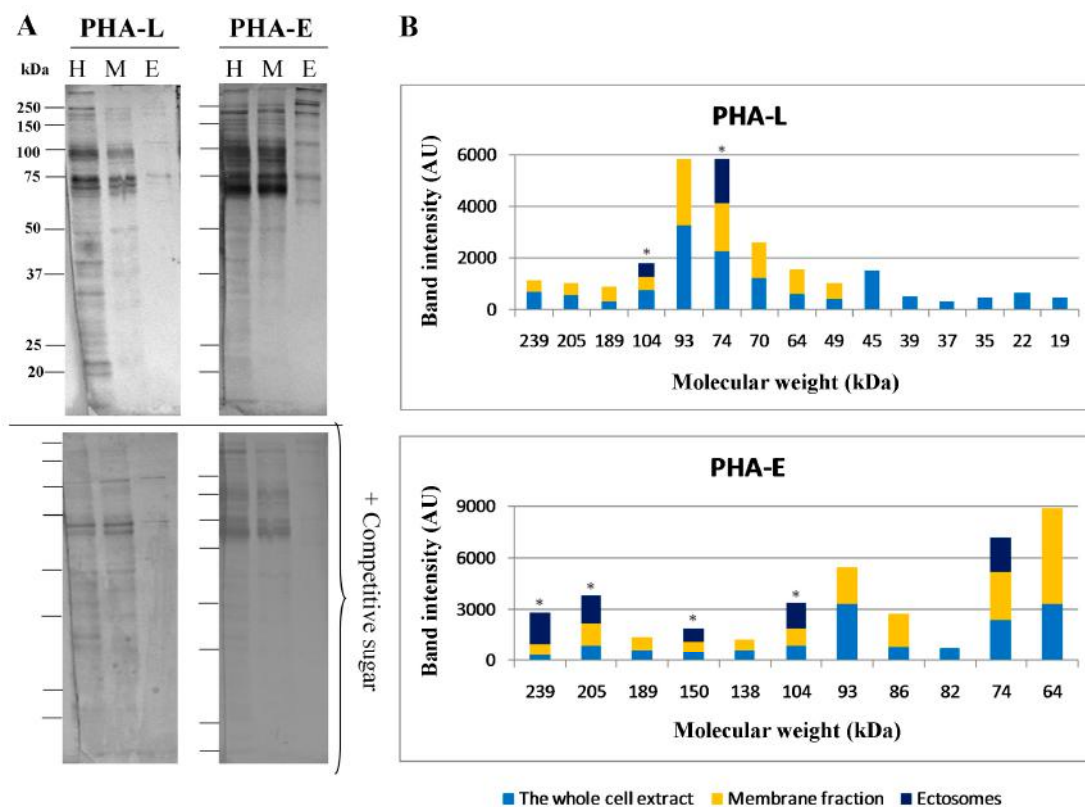 A
PHA-L PHA-E
kDa H M E H M E
250
150
100
75
50
37
25
20
+ Competitive sugar
B
PHA-L
Band intensity (AU)
6000
4000
2000
0
* *
239 205 189 104 93 74 70 64 49 45 39 37 35 22 19
Molecular weight (kDa)
PHA-E
Band intensity (AU)
9000
6000
3000
0
* * * *
239 205 189 150 138 104 93 86 82 74 64
Molecular weight (kDa)
The whole cell extract Membrane fraction Ectosomes